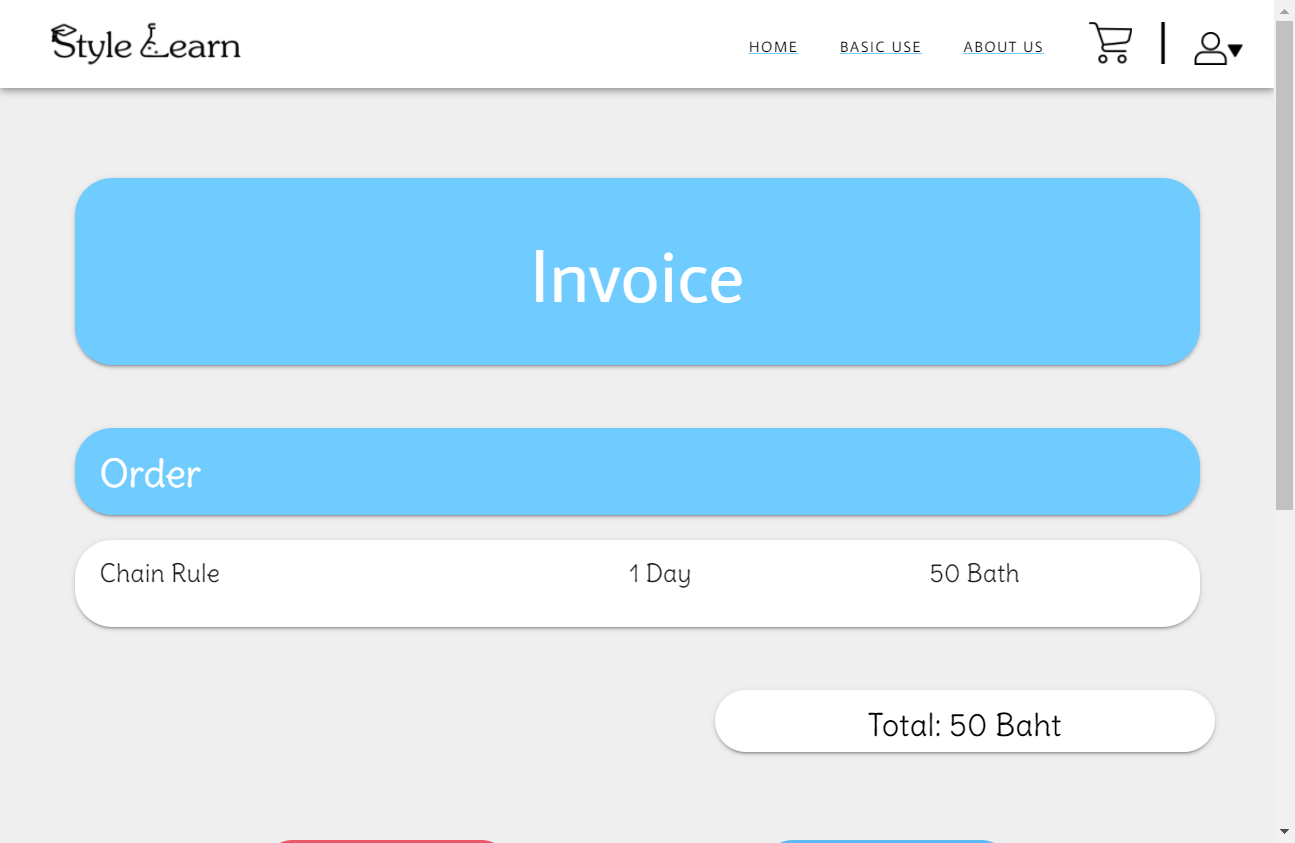 Style Learn
HOME BASIC USE ABOUT US
Invoice
Order
Chain Rule 1 Day 50 Bath
Total: 50 Baht